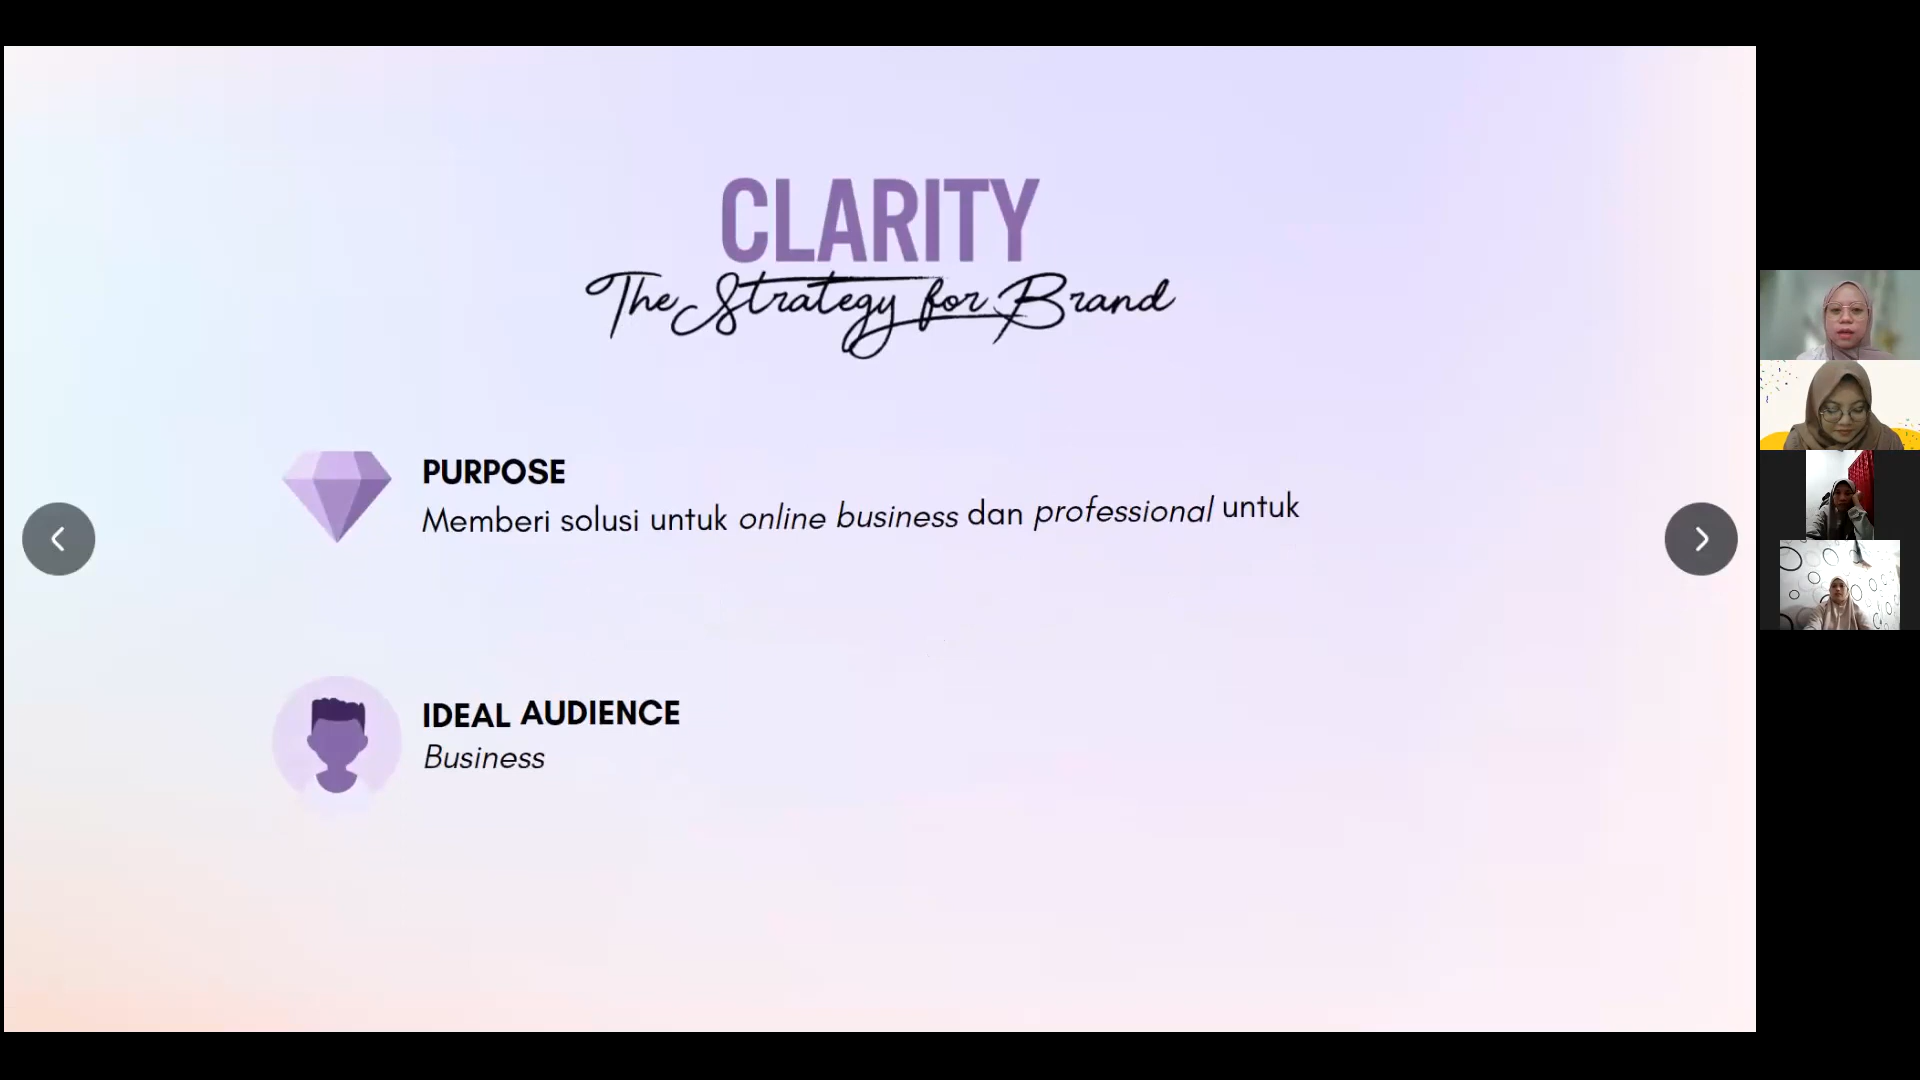 CLARITY
The Strategy for Brand
PURPOSE
Memberi solusi untuk online business dan professional untuk
IDEAL AUDIENCE
Business